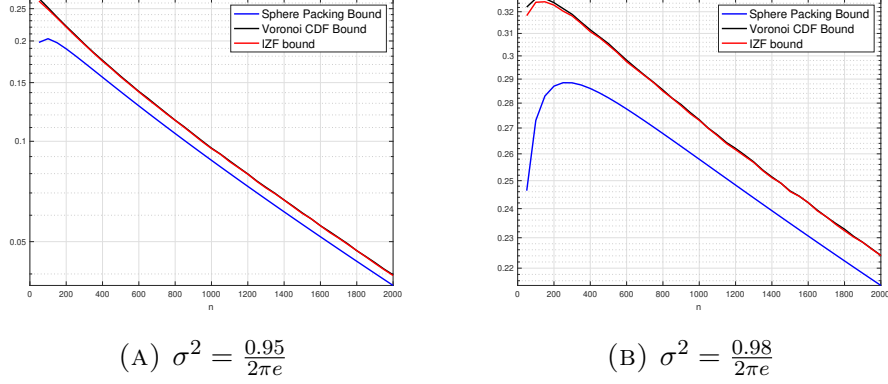 0.25
0.2
0.15
0.1
0.05
0 200 400 600 800 1000 1200 1400 1600 1800 2000
n
Sphere Packing Bound
Voronoi CDF Bound
IZF bound
(A) σ² = 0.95/2πe
0.32
0.31
0.3
0.29
0.28
0.27
0.26
0.25
0.24
0.23
0.22
0 200 400 600 800 1000 1200 1400 1600 1800 2000
n
Sphere Packing Bound
Voronoi CDF Bound
IZF bound
(B) σ² = 0.98/2πe